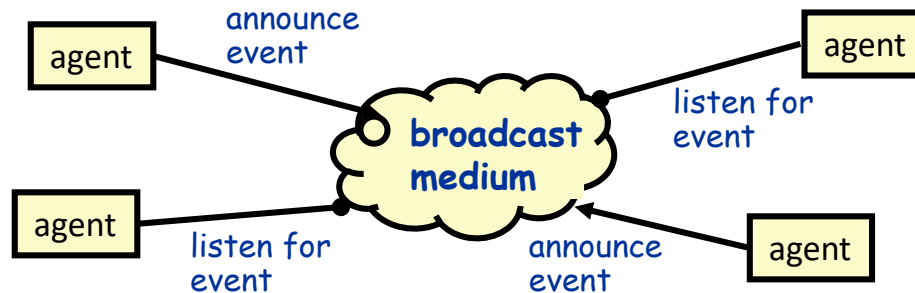 announce
event
agent
agent
listen for
event
broadcast
medium
agent
listen for
event
announce
event
agent